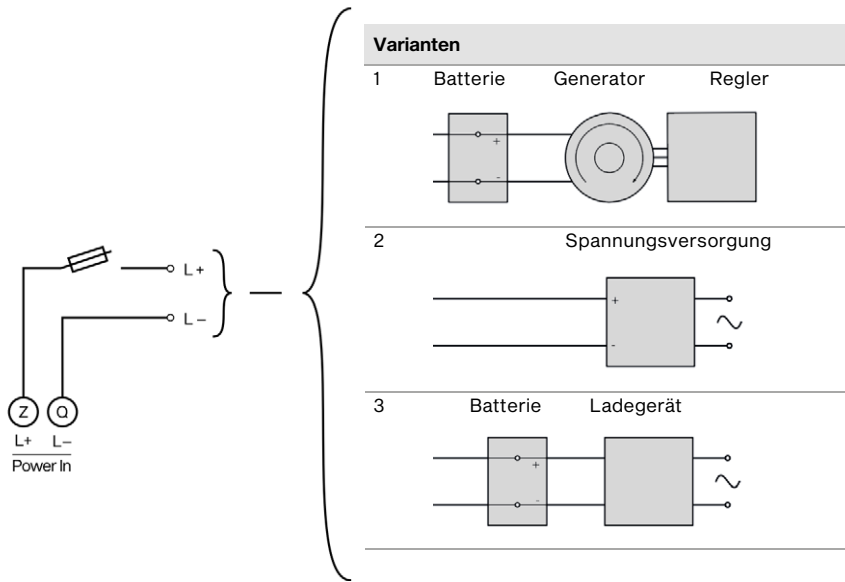 Varianten
1 Batterie Generator Regler
+
-
2 Spannungsversorgung
+
-
3 Batterie Ladegerät
+
-
L+
L–
Z Q
L+ L–
Power In